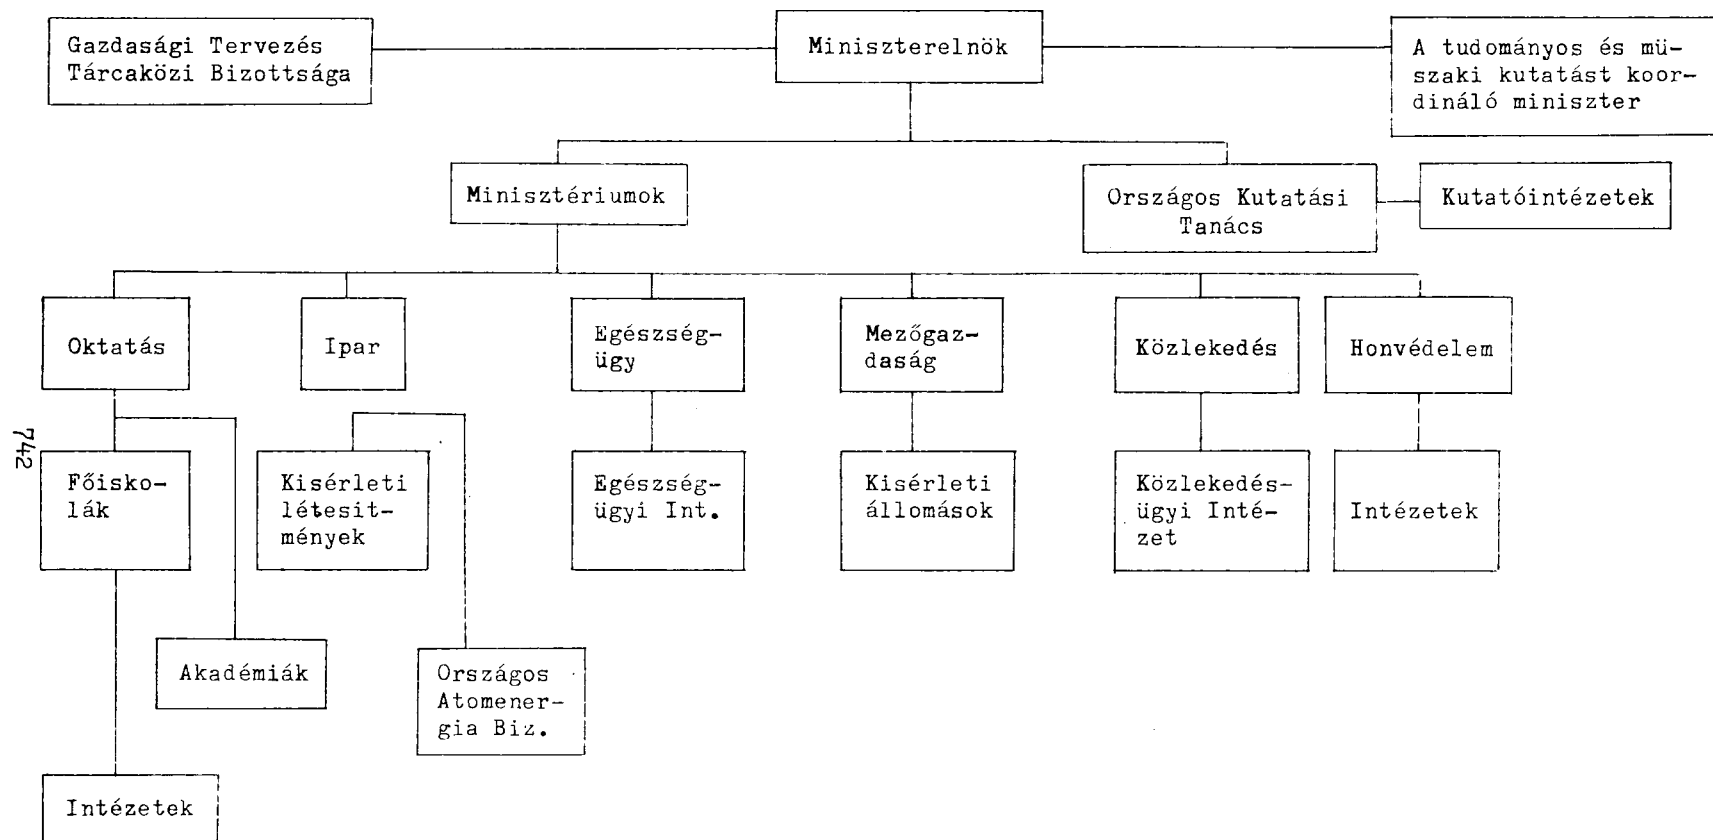 Gazdasági Tervezés
Tárcaközi Bizottsága
Miniszterelnök
A tudományos és mü-
szaki kutatást koor-
dináló miniszter
Minisztériumok
Országos Kutatási
Tanács
Kutatóintézetek
Oktatás
Ipar
Egészség-
ügy
Mezőgaz-
daság
Közlekedés
Honvédelem
742
Főisko-
lák
Kisérleti
létesit-
mények
Egészség-
ügyi Int.
Kisérleti
állomások
Közlekedés-
ügyi Inté-
zet
Intézetek
Akadémiák
Országos
Atomener-
gia Biz.
Intézetek